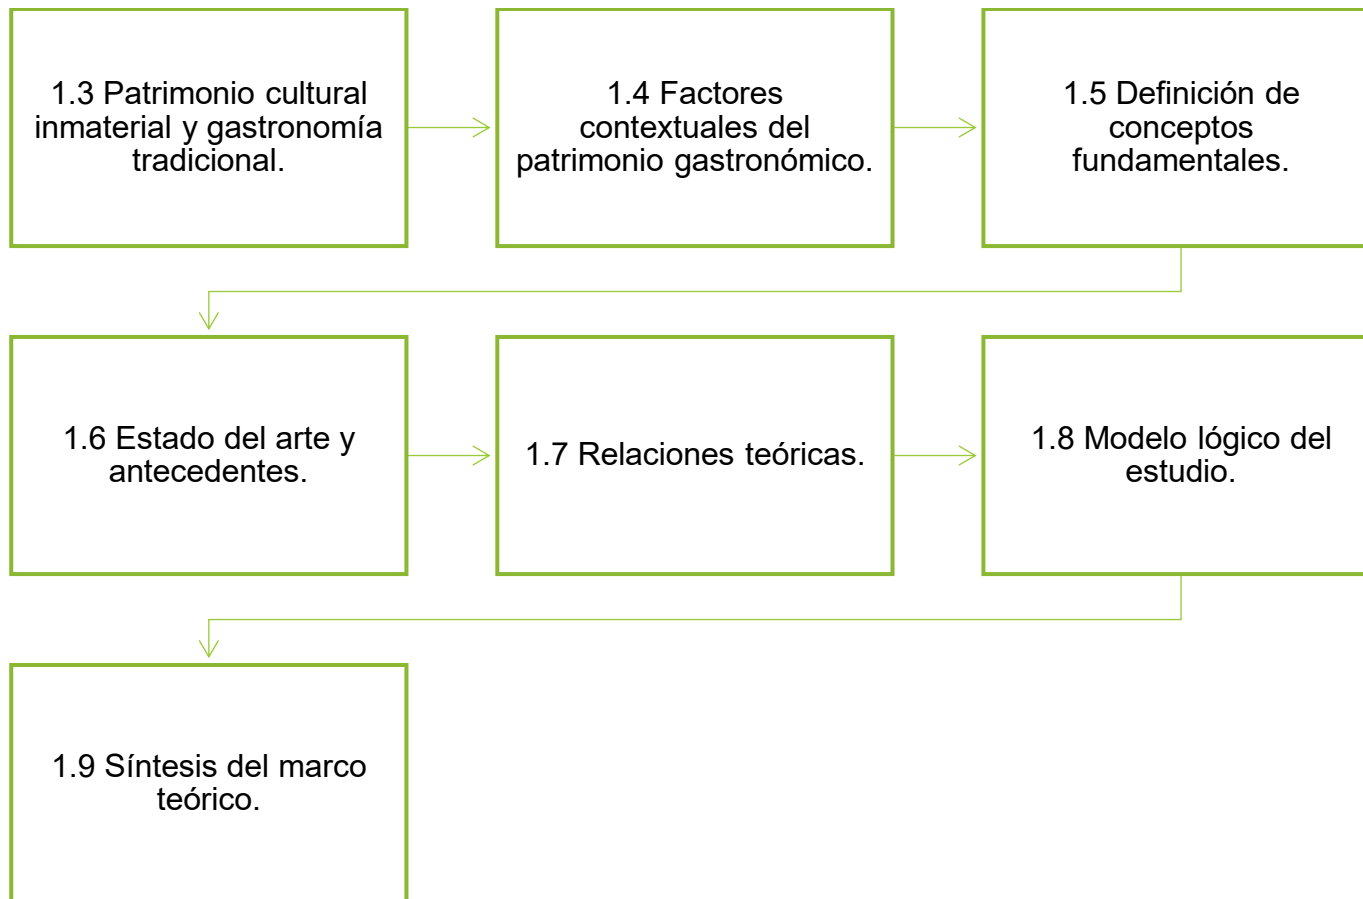 1.3 Patrimonio cultural
inmaterial y gastronomía
tradicional.
1.4 Factores
contextuales del
patrimonio gastronómico.
1.5 Definición de
conceptos
fundamentales.
1.6 Estado del arte y
antecedentes.
1.7 Relaciones teóricas.
1.8 Modelo lógico del
estudio.
1.9 Síntesis del marco
teórico.